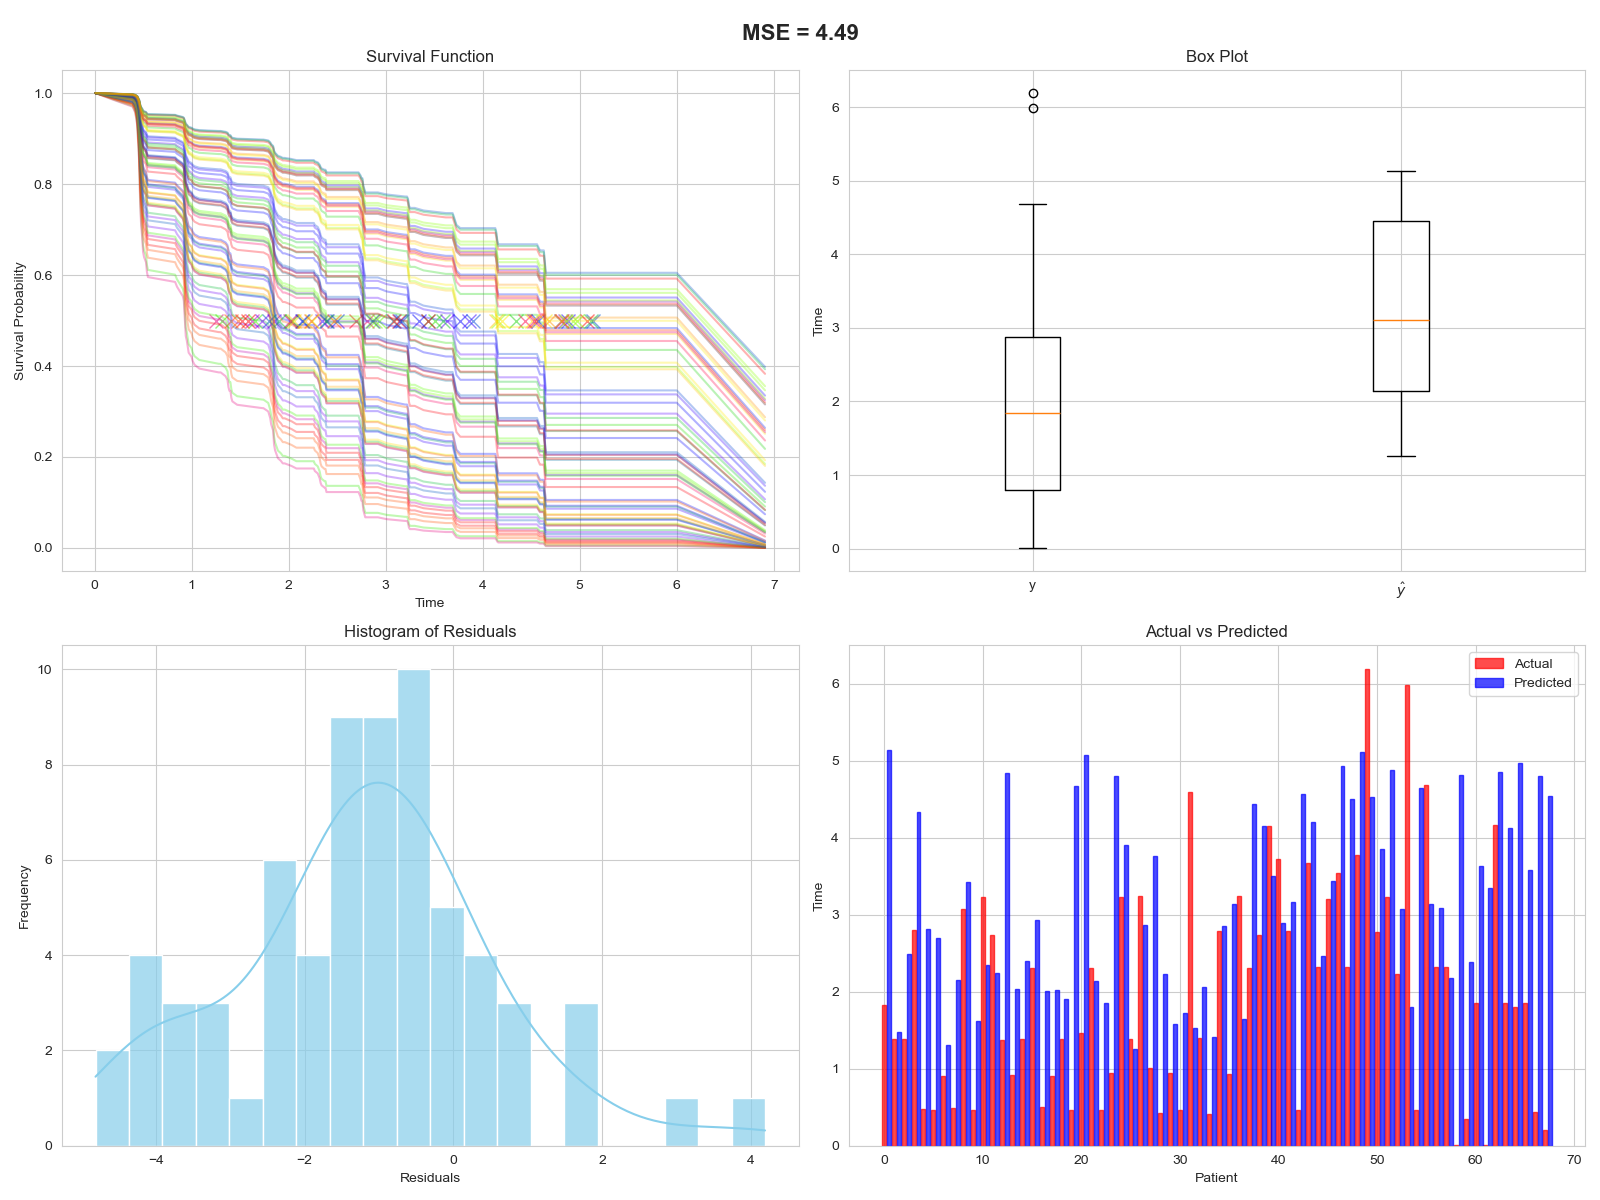 MSE = 4.49
Survival Function
Survival Probability
1.0
0.8
0.6
0.4
0.2
0.0
0 1 2 3 4 5 6 7
Time
Box Plot
Time
6
5
4
3
2
1
0
y ŷ
Histogram of Residuals
Frequency
10
8
6
4
2
0
−4 −2 0 2 4
Residuals
Actual vs Predicted
Actual
Predicted
Time
6
5
4
3
2
1
0
0 10 20 30 40 50 60 70
Patient